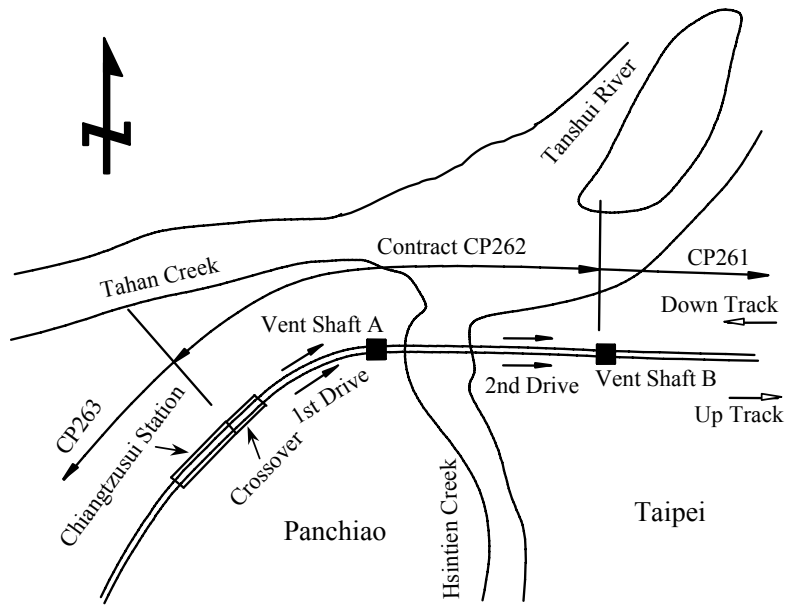 Tanshui River
Contract CP262
CP261
Tahan Creek
Down Track
Vent Shaft A
2nd Drive
Vent Shaft B
1st Drive
Up Track
CP263
Chiangtzusui Station
Crossover
Hsintien Creek
Panchiao
Taipei